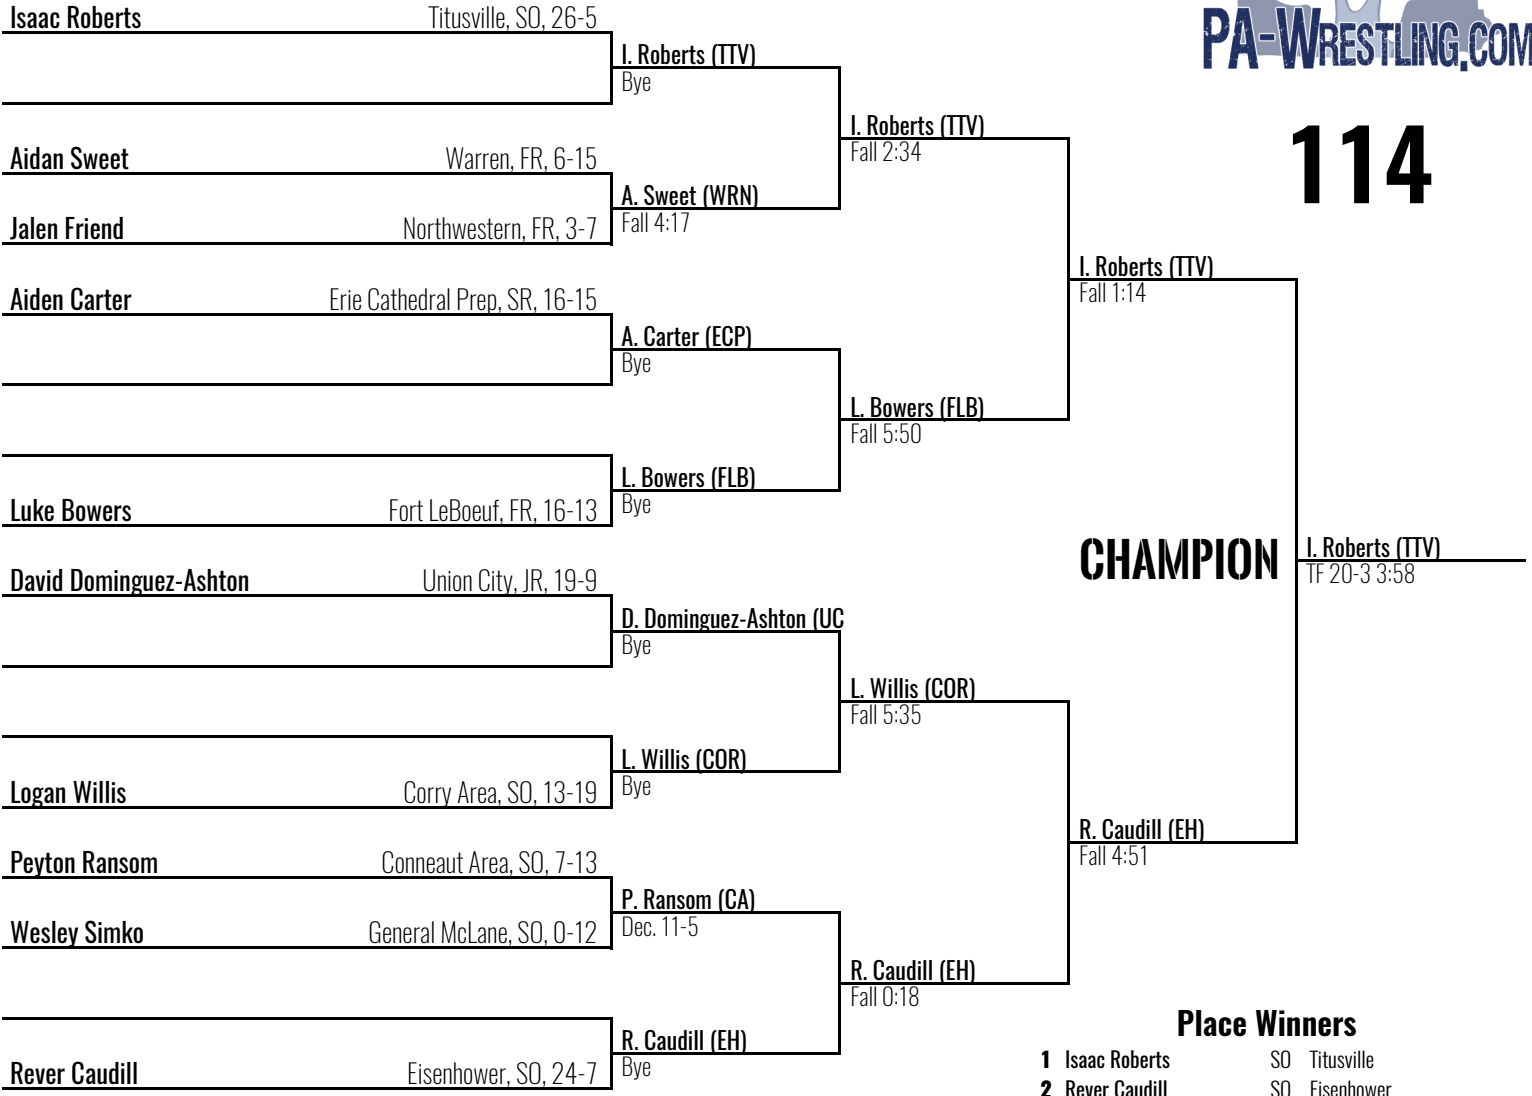 Isaac Roberts Titusville, SO, 26-5
I. Roberts (TTV)
Bye
Aidan Sweet Warren, FR, 6-15
A. Sweet (WRN)
Fall 4:17
Jalen Friend Northwestern, FR, 3-7
I. Roberts (TTV)
Fall 2:34
Aiden Carter Erie Cathedral Prep, SR, 16-15
A. Carter (ECP)
Bye
L. Bowers (FLB)
Bye
Luke Bowers Fort LeBoeuf, FR, 16-13
L. Bowers (FLB)
Fall 5:50
I. Roberts (TTV)
Fall 1:14
David Dominguez-Ashton Union City, JR, 19-9
D. Dominguez-Ashton (UC
Bye
L. Willis (COR)
Bye
Logan Willis Corry Area, SO, 13-19
L. Willis (COR)
Fall 5:35
Peyton Ransom Conneaut Area, SO, 7-13
P. Ransom (CA)
Dec. 11-5
Wesley Simko General McLane, SO, 0-12
R. Caudill (EH)
Bye
Rever Caudill Eisenhower, SO, 24-7
R. Caudill (EH)
Fall 0:18
R. Caudill (EH)
Fall 4:51
PA-WRESTLING.COM
114
CHAMPION
I. Roberts (TTV)
TF 20-3 3:58
Place Winners
1 Isaac Roberts SO Titusville
2 Rever Caudill SO Eisenhower